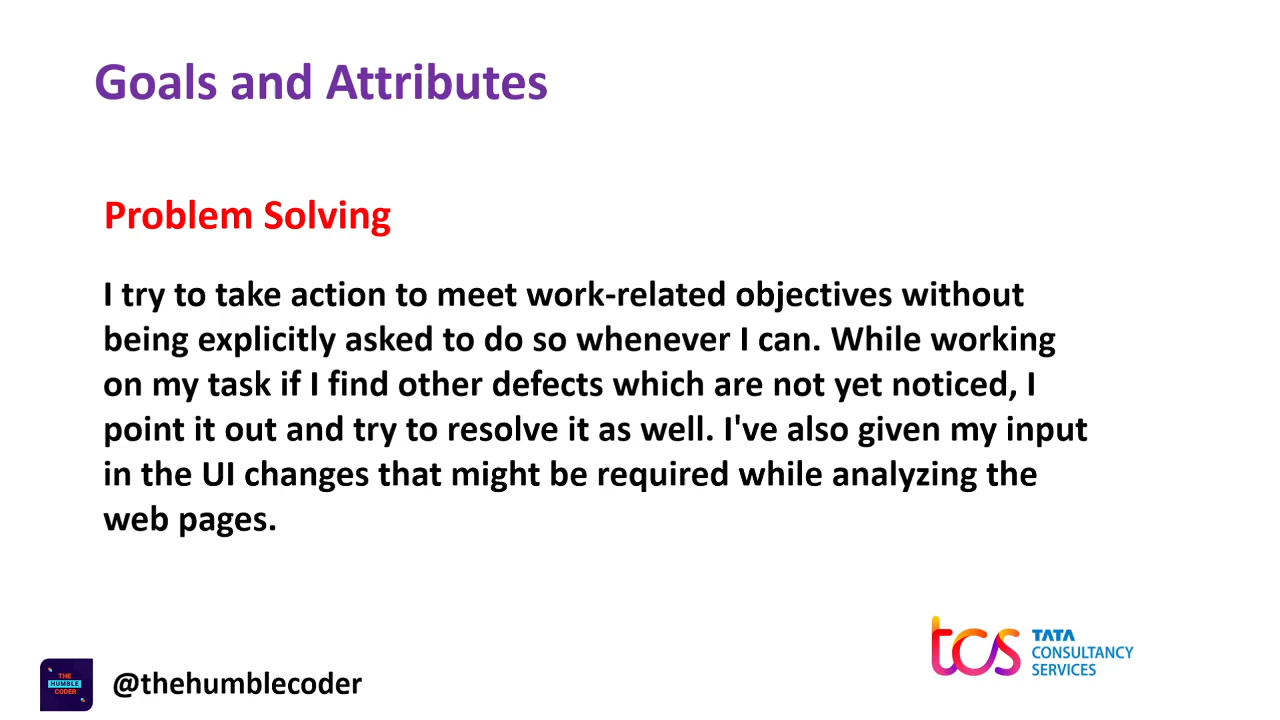 Goals and Attributes
Problem Solving
I try to take action to meet work-related objectives without
being explicitly asked to do so whenever I can. While working
on my task if I find other defects which are not yet noticed, I
point it out and try to resolve it as well. I've also given my input
in the UI changes that might be required while analyzing the
web pages.
tcs
TATA
CONSULTANCY
SERVICES
THE
HUMBLE
CODER
@thehumblecoder